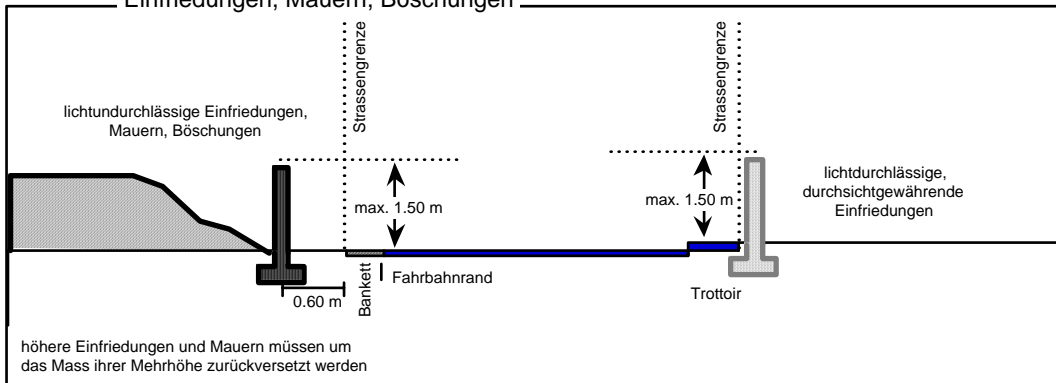 Einfriedungen, Mauern, Böschungen
Strassengrenze
Strassengrenze
lichtundurchlässige Einfriedungen,
Mauern, Böschungen
lichtdurchlässige,
durchsichtgewährende
Einfriedungen
max. 1.50 m
max. 1.50 m
0.60 m
Bankett
Fahrbahnrand
Trottoir
höhere Einfriedungen und Mauern müssen um
das Mass ihrer Mehrhöhe zurückversetzt werden